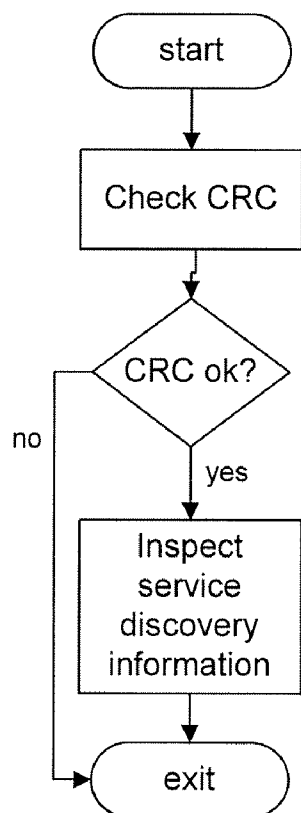 start
Check CRC
CRC ok?
no
yes
Inspect
service
discovery
information
exit